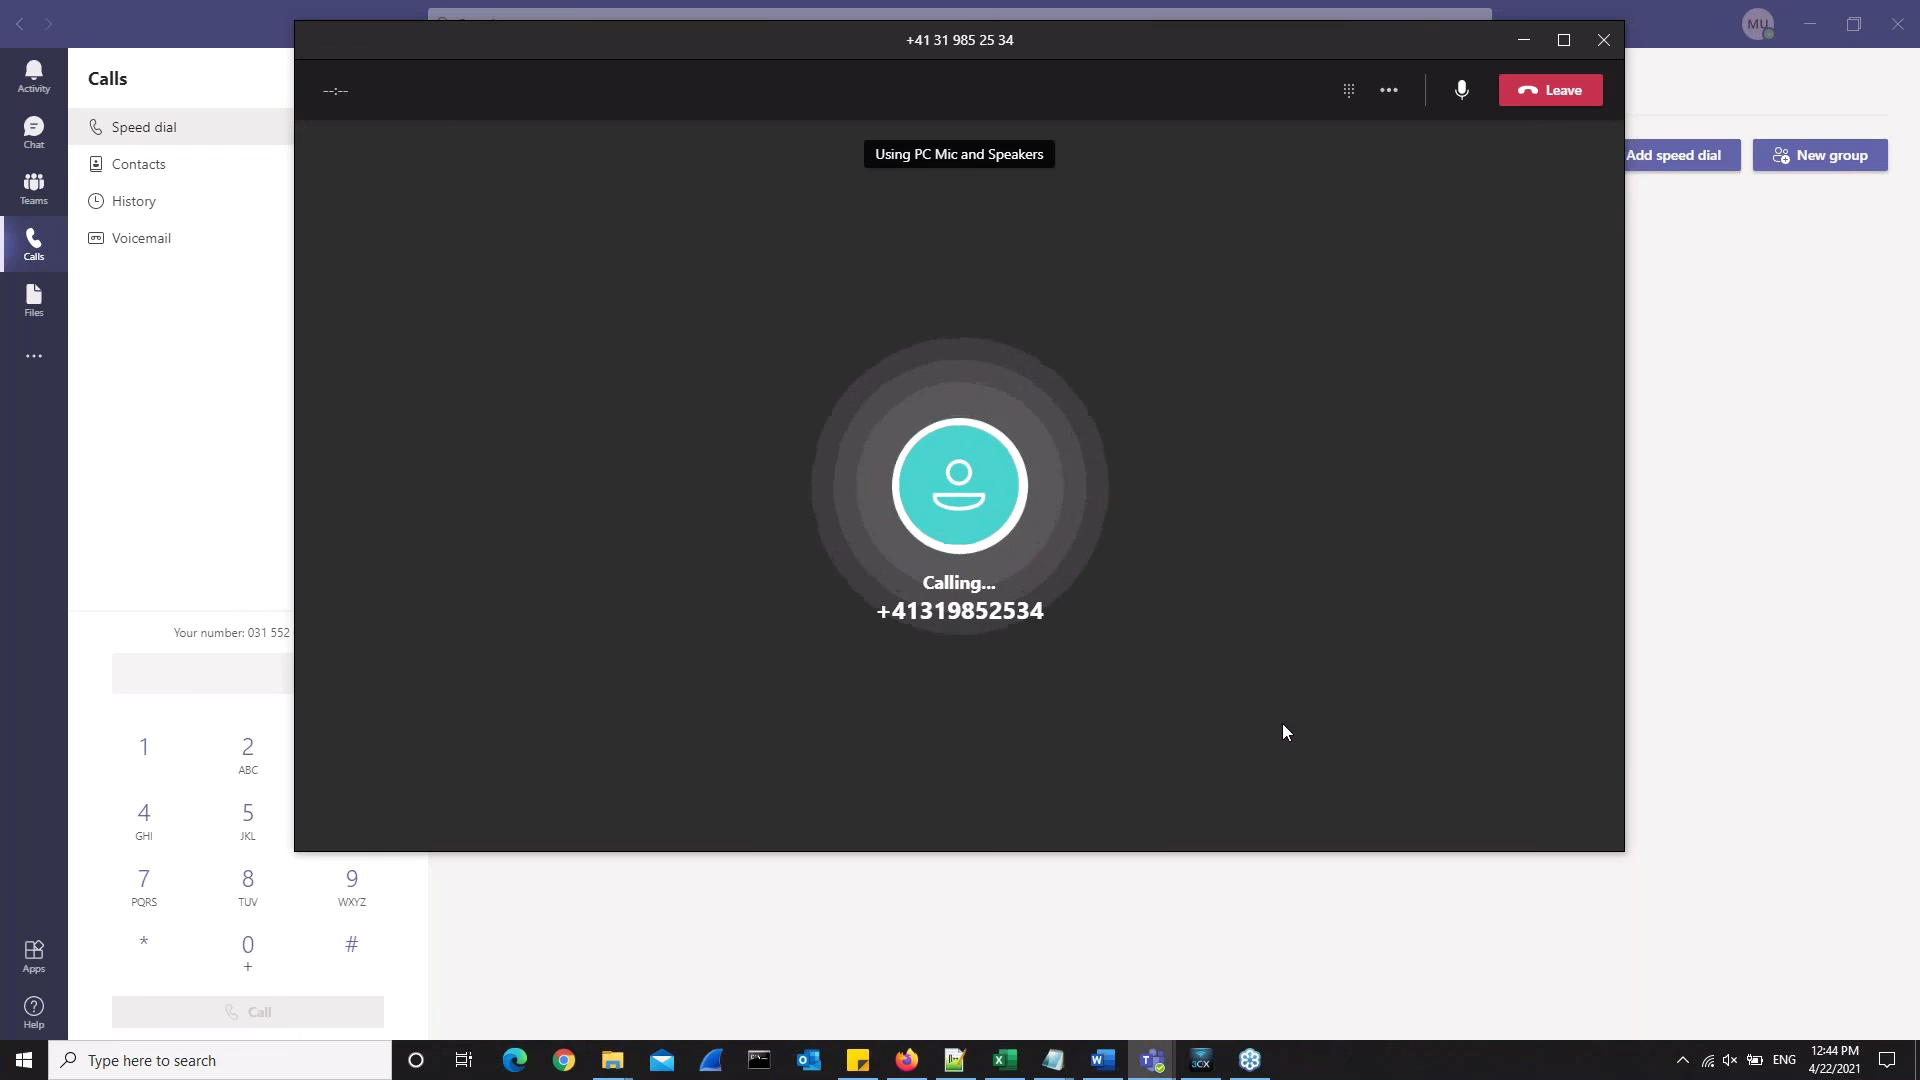 +41 31 985 25 34
MU
--:--
Leave
Using PC Mic and Speakers
Calling...
+41319852534
Add speed dial
New group
Activity
Chat
Teams
Calls
Files
Apps
Help
Calls
Speed dial
Contacts
History
Voicemail
Your number: 031 552
1
2
ABC
4
GHI
5
JKL
7
PQRS
8
TUV
9
WXYZ
*
0
+
#
Call
Type here to search
3CX
ENG
12:44 PM
4/22/2021